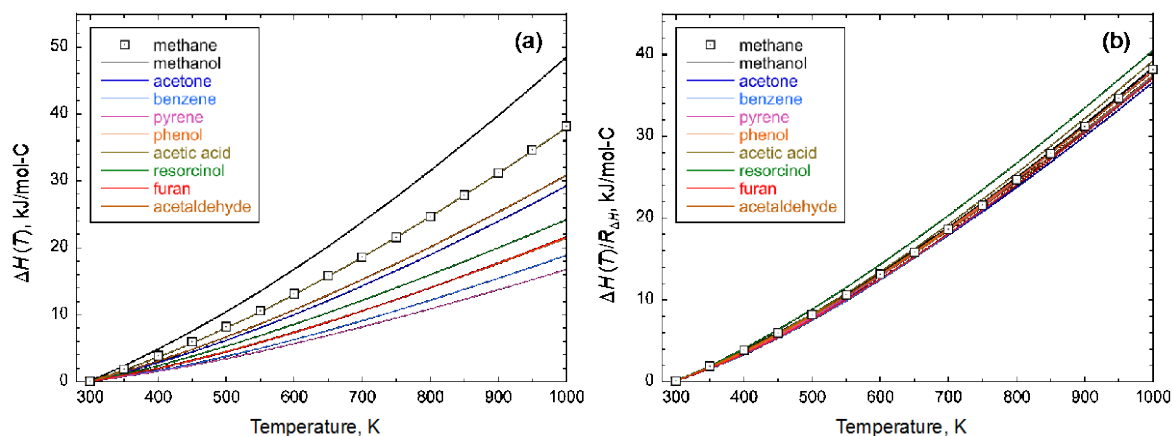 (a)
methane
methanol
acetone
benzene
pyrene
phenol
acetic acid
resorcinol
furan
acetaldehyde
ΔH(T), kJ/mol-C
50
40
30
20
10
0
300 400 500 600 700 800 900 1000
Temperature, K
(b)
methane
methanol
acetone
benzene
pyrene
phenol
acetic acid
resorcinol
furan
acetaldehyde
ΔH(T)/R_ΔH, kJ/mol-C
40
30
20
10
0
300 400 500 600 700 800 900 1000
Temperature, K